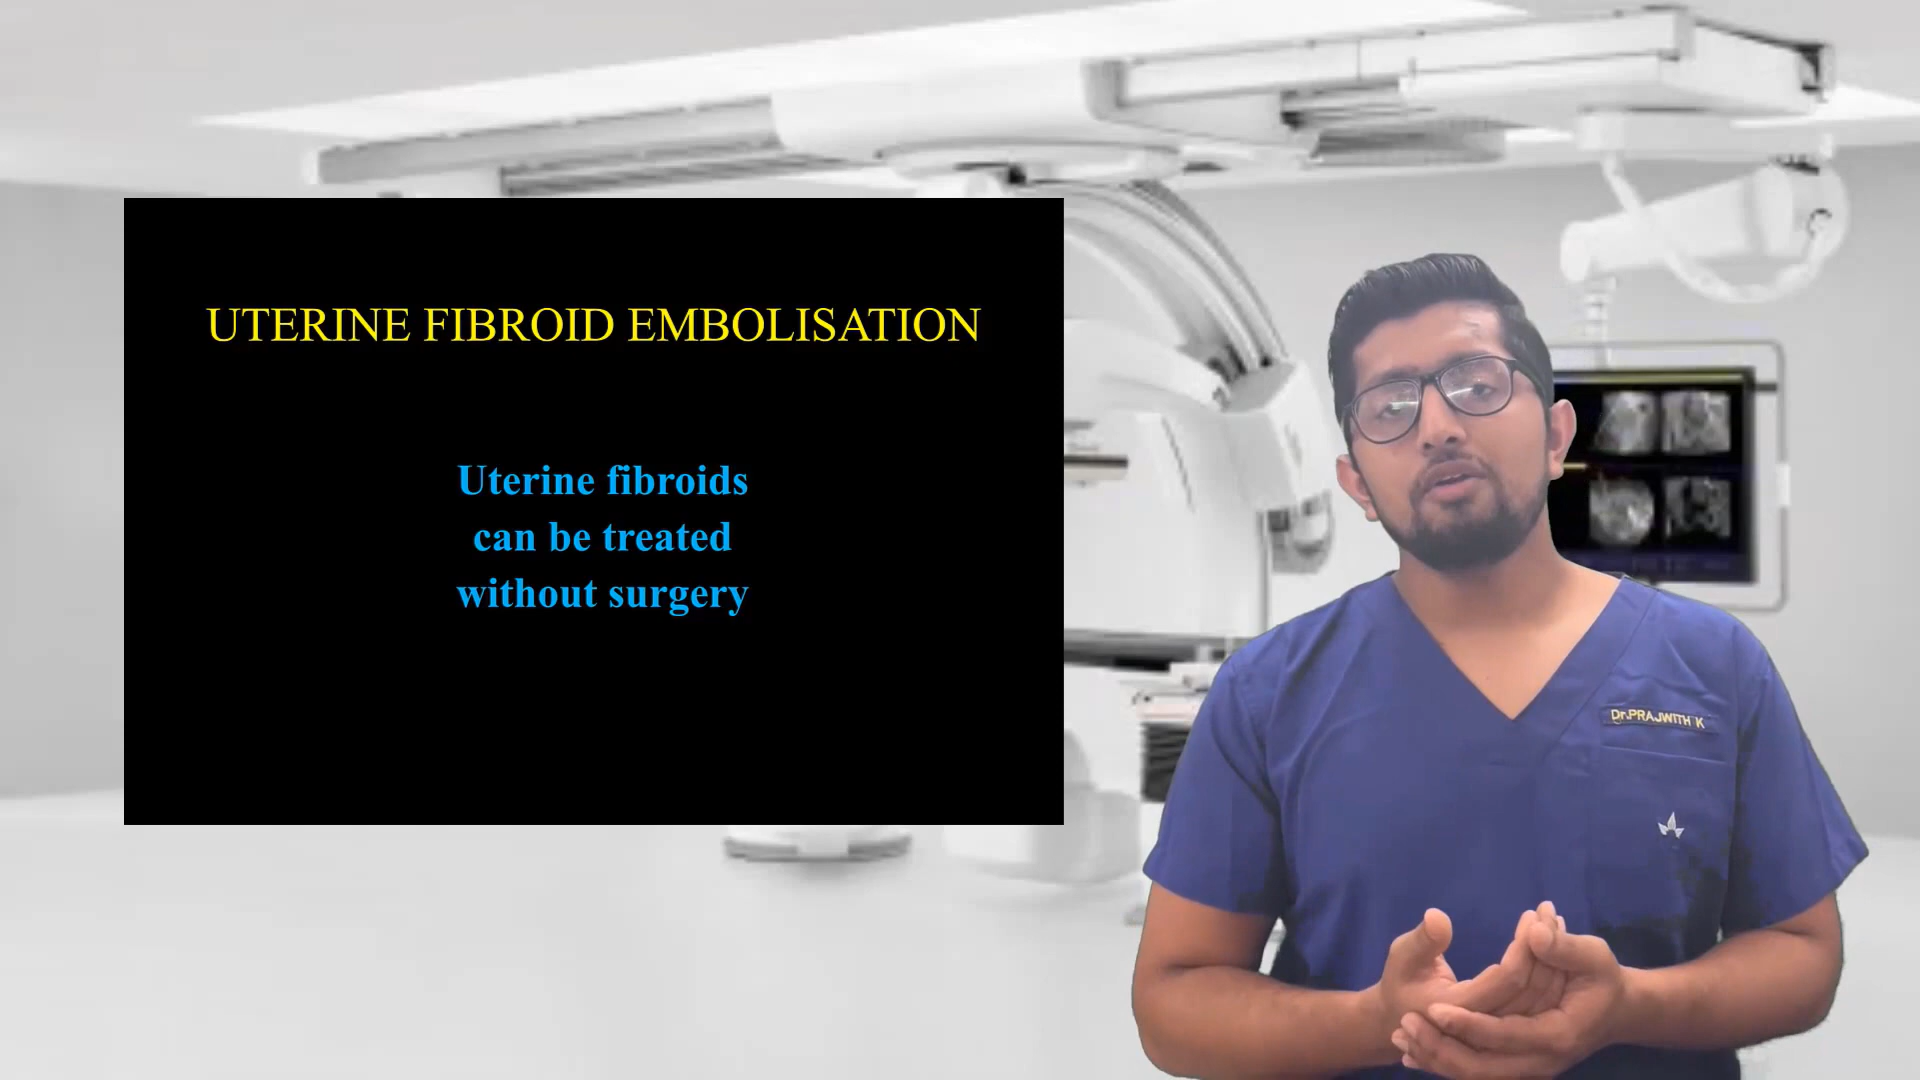 UTERINE FIBROID EMBOLISATION
Uterine fibroids
can be treated
without surgery
Dr.PRAJWITH K